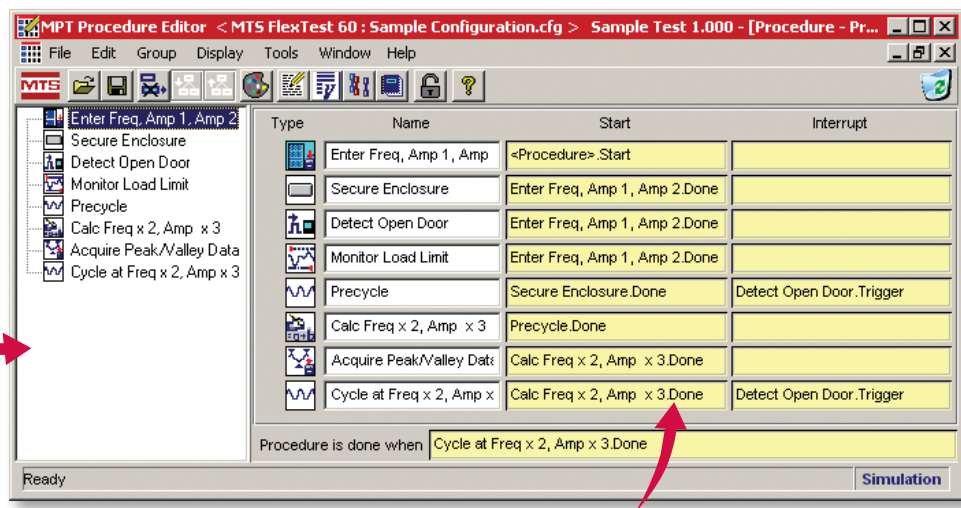 MPT Procedure Editor < MTS FlexTest 60 : Sample Configuration.cfg > Sample Test 1.000 - [Procedure - Pr...
File Edit Group Display Tools Window Help
MTS
Enter Freq, Amp 1, Amp 2
Secure Enclosure
Detect Open Door
Monitor Load Limit
Precycle
Calc Freq x 2, Amp x 3
Acquire Peak/Valley Data
Cycle at Freq x 2, Amp x 3
Type Name Start Interrupt
Enter Freq, Amp 1, Amp <Procedure>.Start
Secure Enclosure Enter Freq, Amp 1, Amp 2.Done
Detect Open Door Enter Freq, Amp 1, Amp 2.Done
Monitor Load Limit Enter Freq, Amp 1, Amp 2.Done
Precycle Secure Enclosure.Done Detect Open Door.Trigger
Calc Freq x 2, Amp x 3 Precycle.Done
Acquire Peak/Valley Data Calc Freq x 2, Amp x 3.Done
Cycle at Freq x 2, Amp x Calc Freq x 2, Amp x 3.Done Detect Open Door.Trigger
Procedure is done when Cycle at Freq x 2, Amp x 3.Done
Ready Simulation